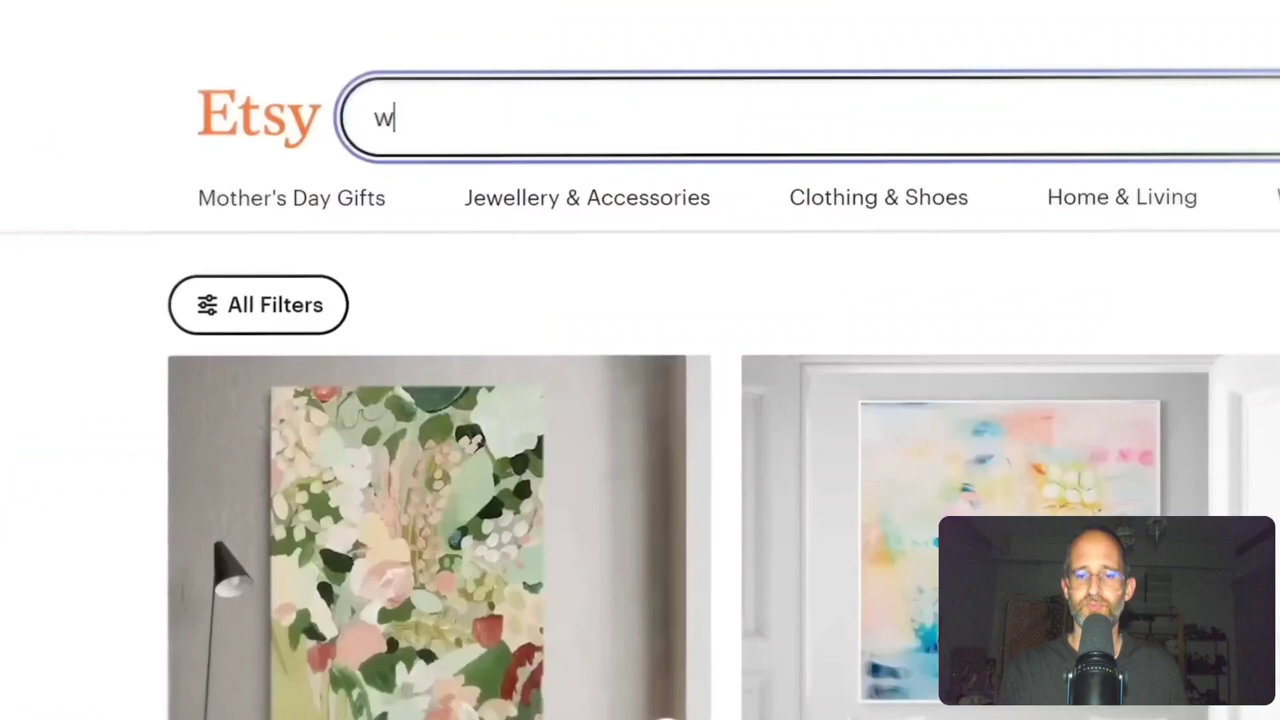 Etsy
w
Mother's Day Gifts Jewellery & Accessories Clothing & Shoes Home & Living
All Filters